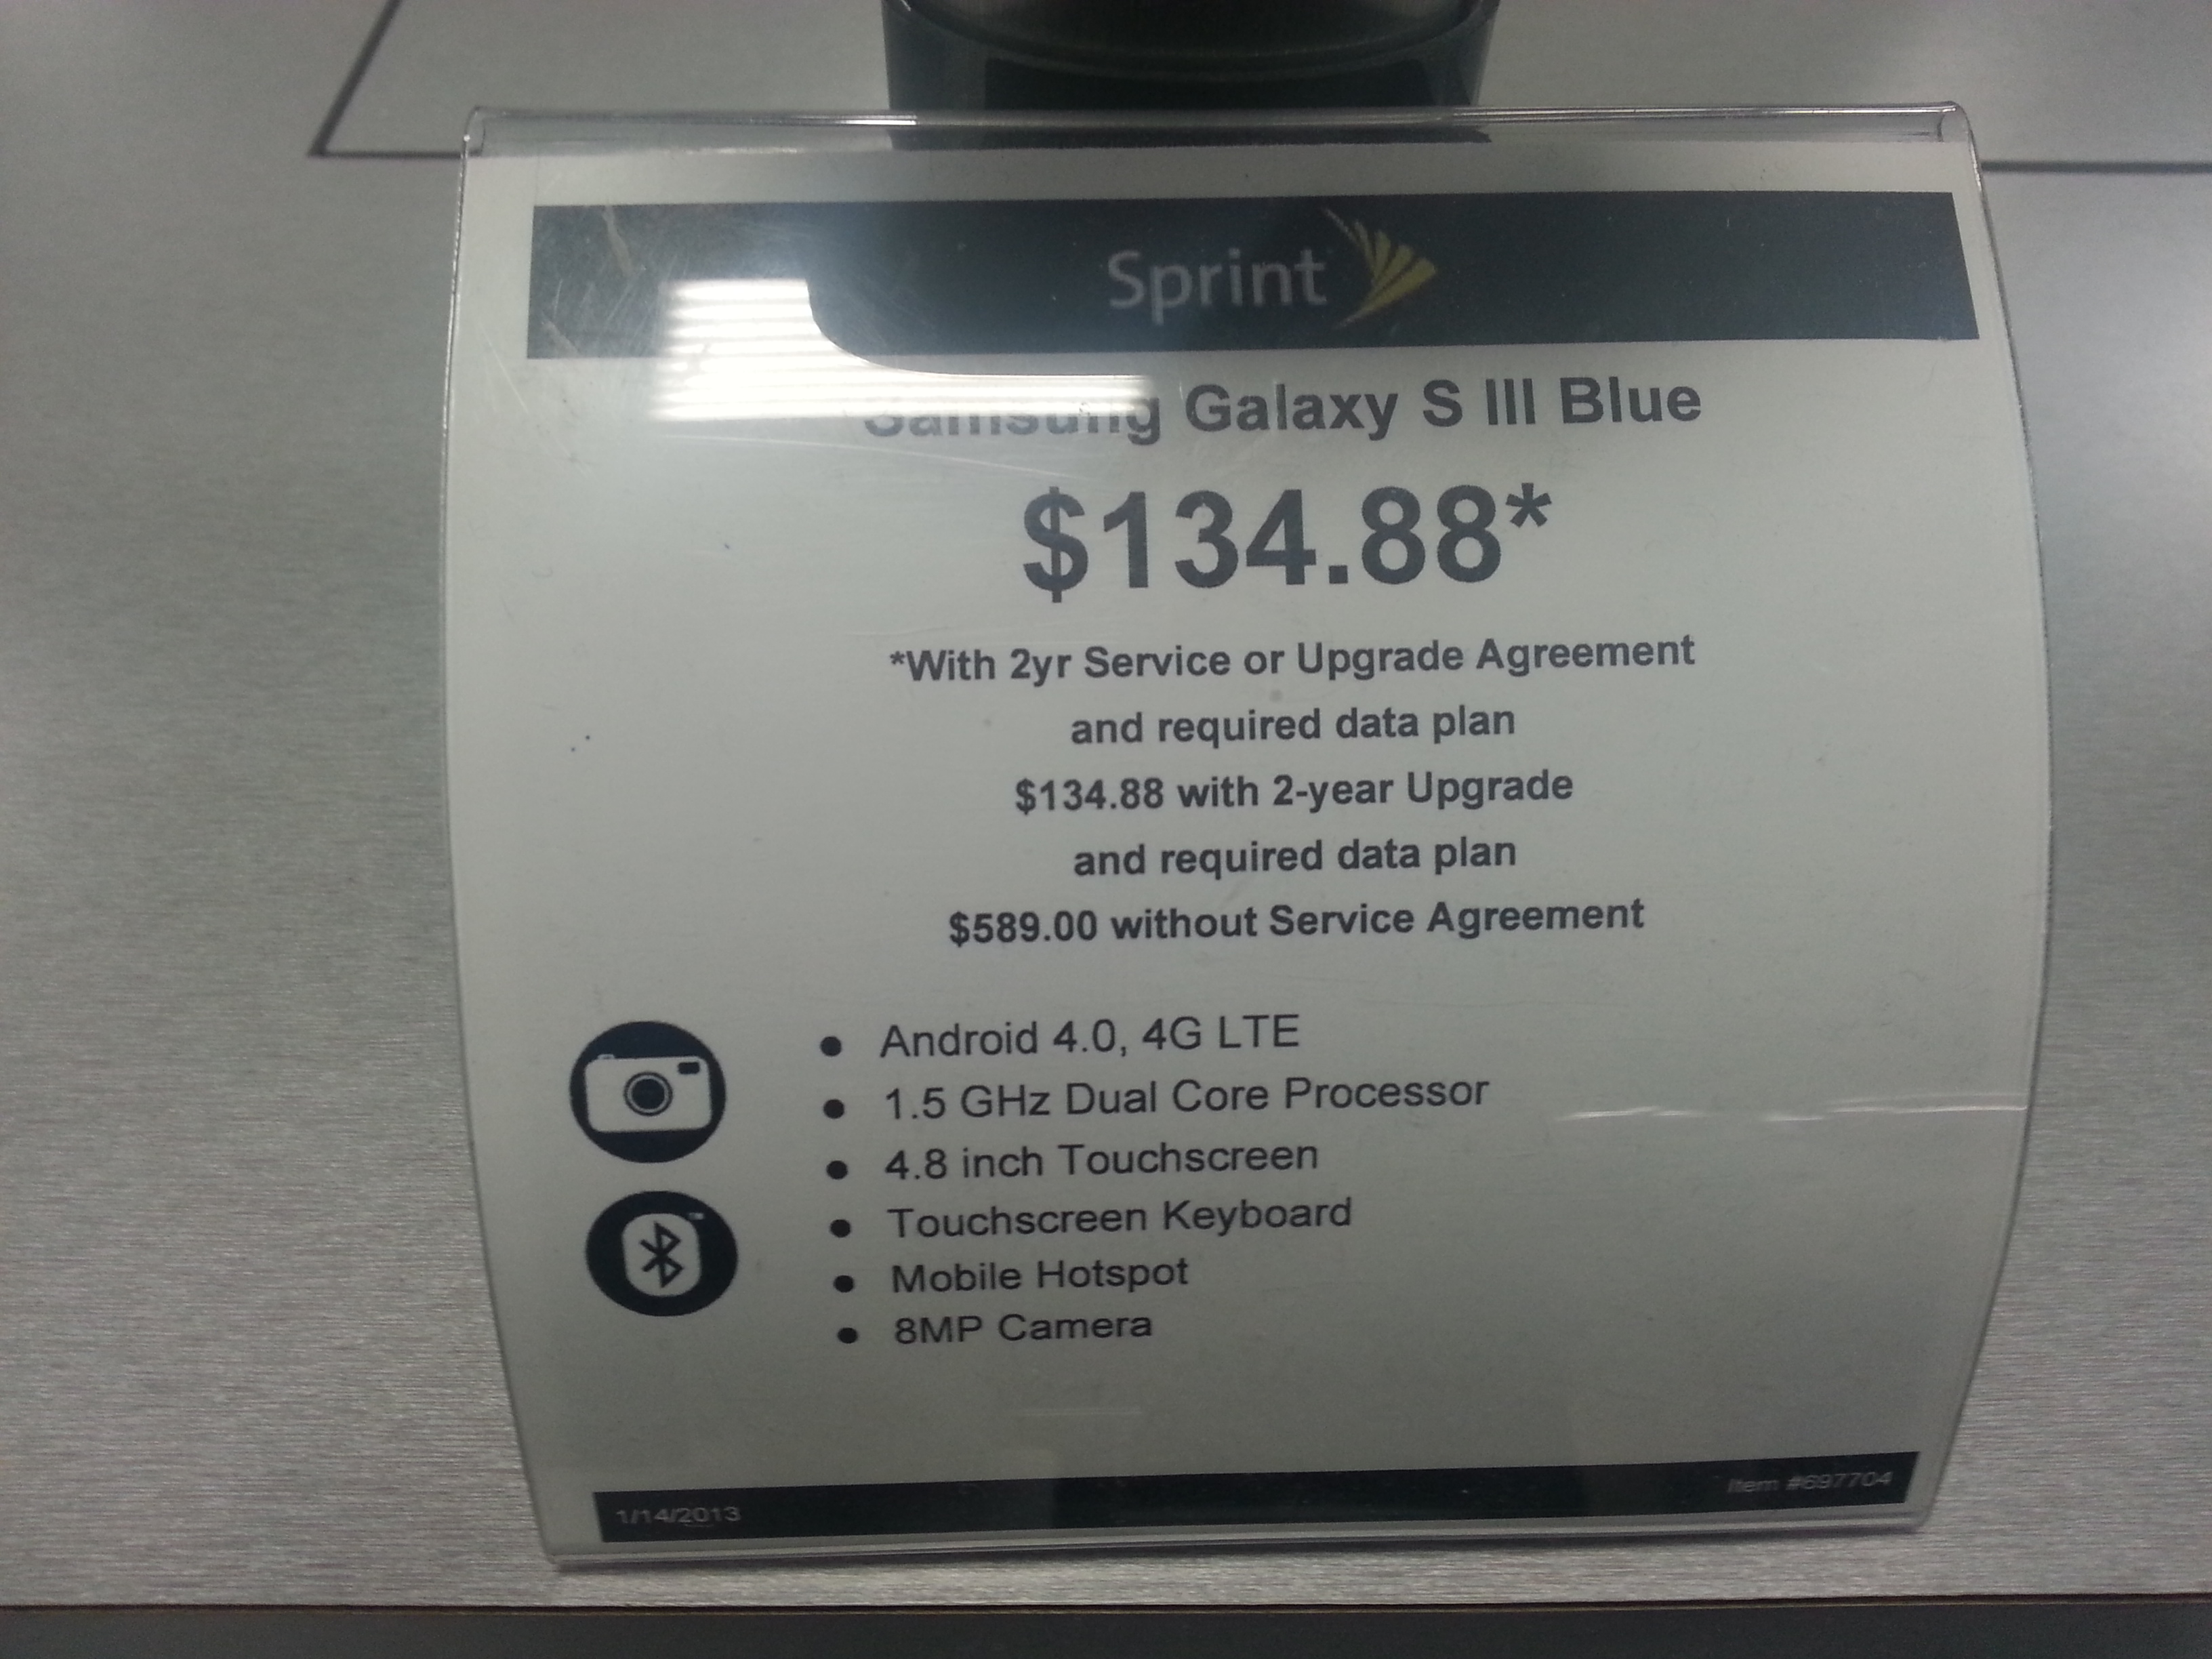 Sprint
Samsung Galaxy S III Blue
$134.88*
*With 2yr Service or Upgrade Agreement
and required data plan
$134.88 with 2-year Upgrade
and required data plan
$589.00 without Service Agreement
• Android 4.0, 4G LTE
• 1.5 GHz Dual Core Processor
• 4.8 inch Touchscreen
• Touchscreen Keyboard
• Mobile Hotspot
• 8MP Camera
1/14/2013 Item #697704